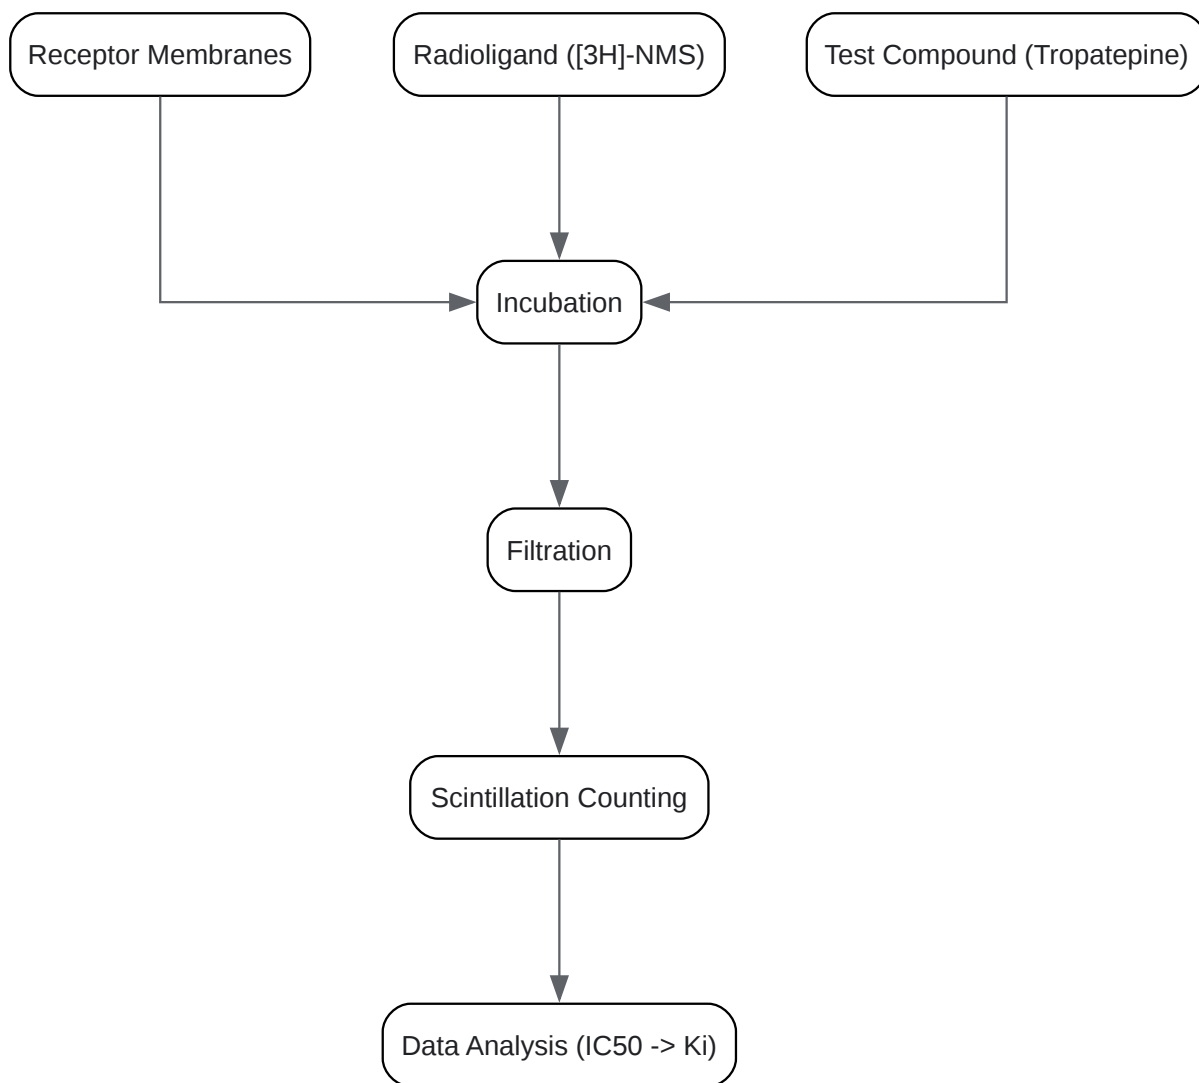 Receptor Membranes
Radioligand ([3H]-NMS)
Test Compound (Tropatepine)
Incubation
Filtration
Scintillation Counting
Data Analysis (IC50 -> Ki)